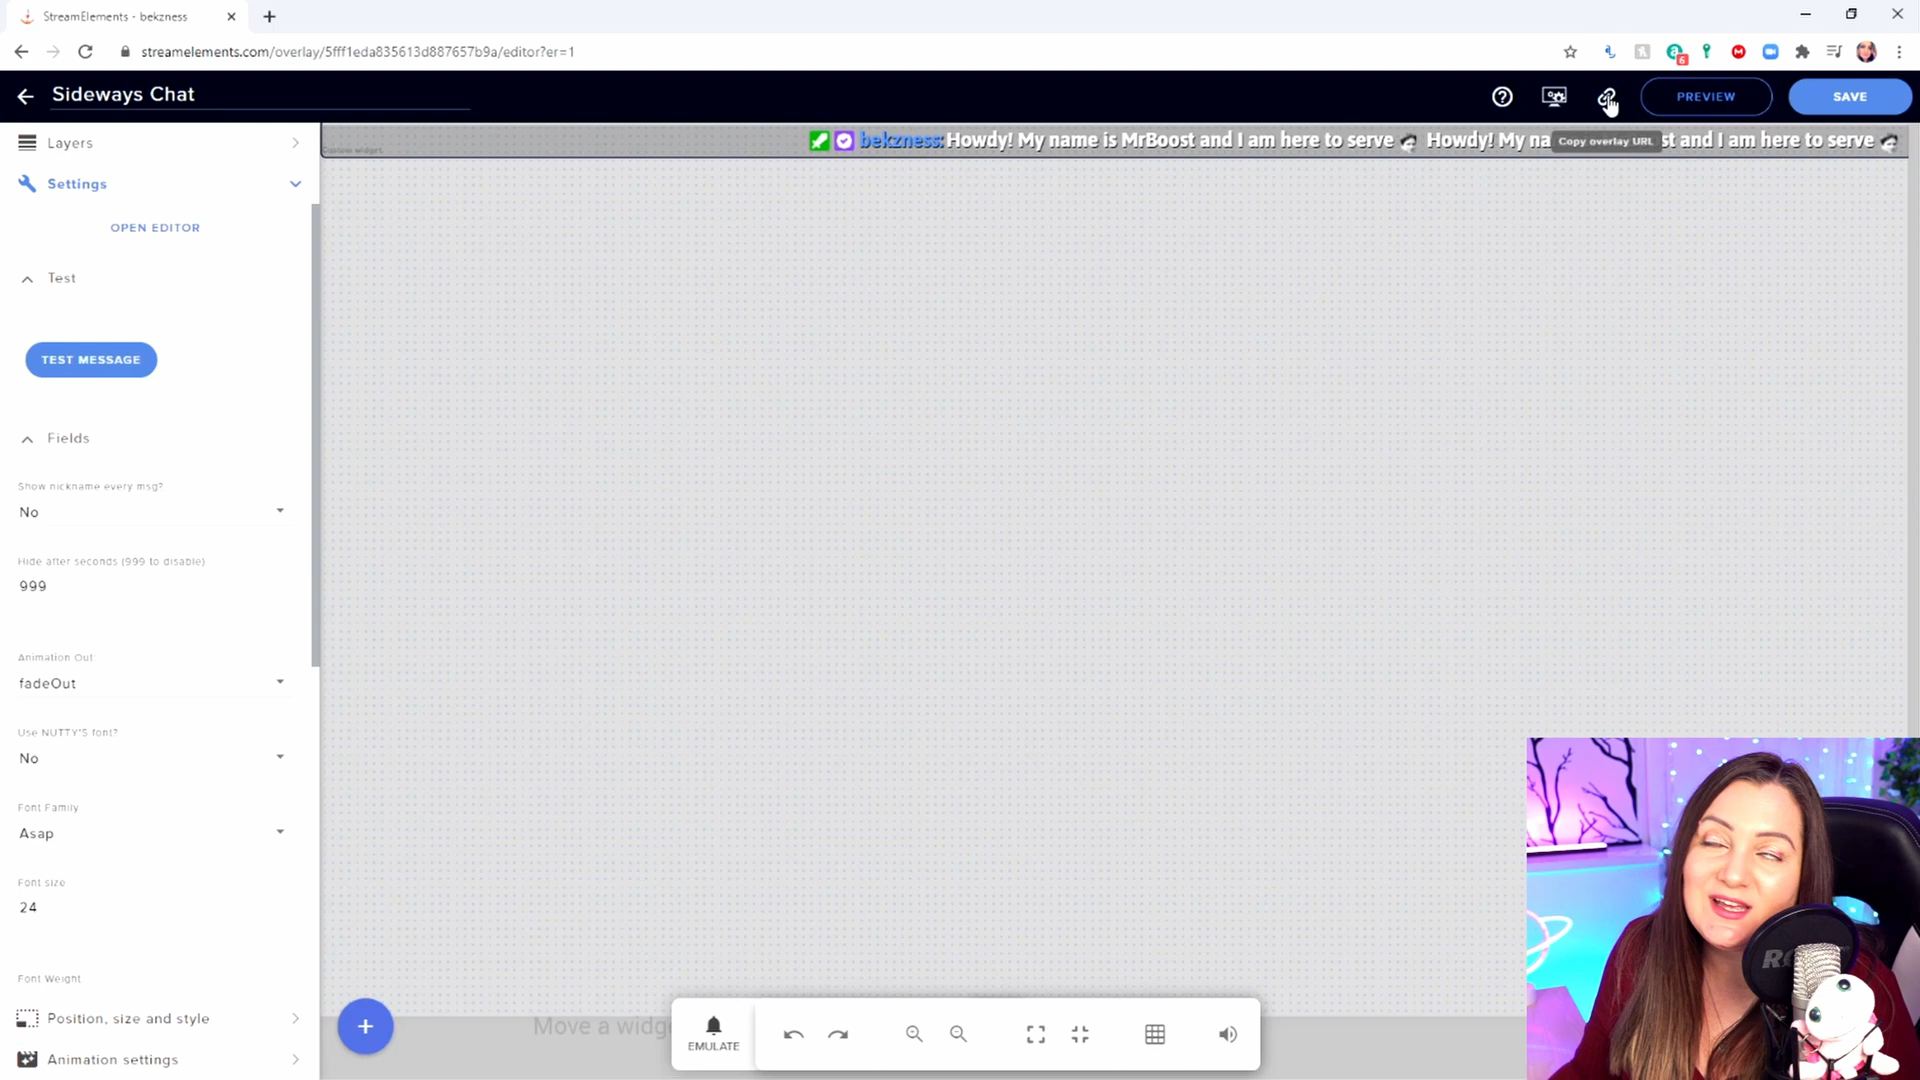 StreamElements - bekzness
streamelements.com/overlay/5fff1eda835613d887657b9a/editor?er=1
6
Sideways Chat
PREVIEW
SAVE
Layers
Custom widget
bekzness: Howdy! My name is MrBoost and I am here to serve Howdy! My na st and I am here to serve
Copy overlay URL
Settings
OPEN EDITOR
Test
TEST MESSAGE
Fields
Show nickname every msg?
No
Hide after seconds (999 to disable)
999
Animation Out:
fadeOut
Use NUTTY'S font?
No
Font Family
Asap
Font size
24
Font Weight
Position, size and style
Animation settings
Move a widg
EMULATE